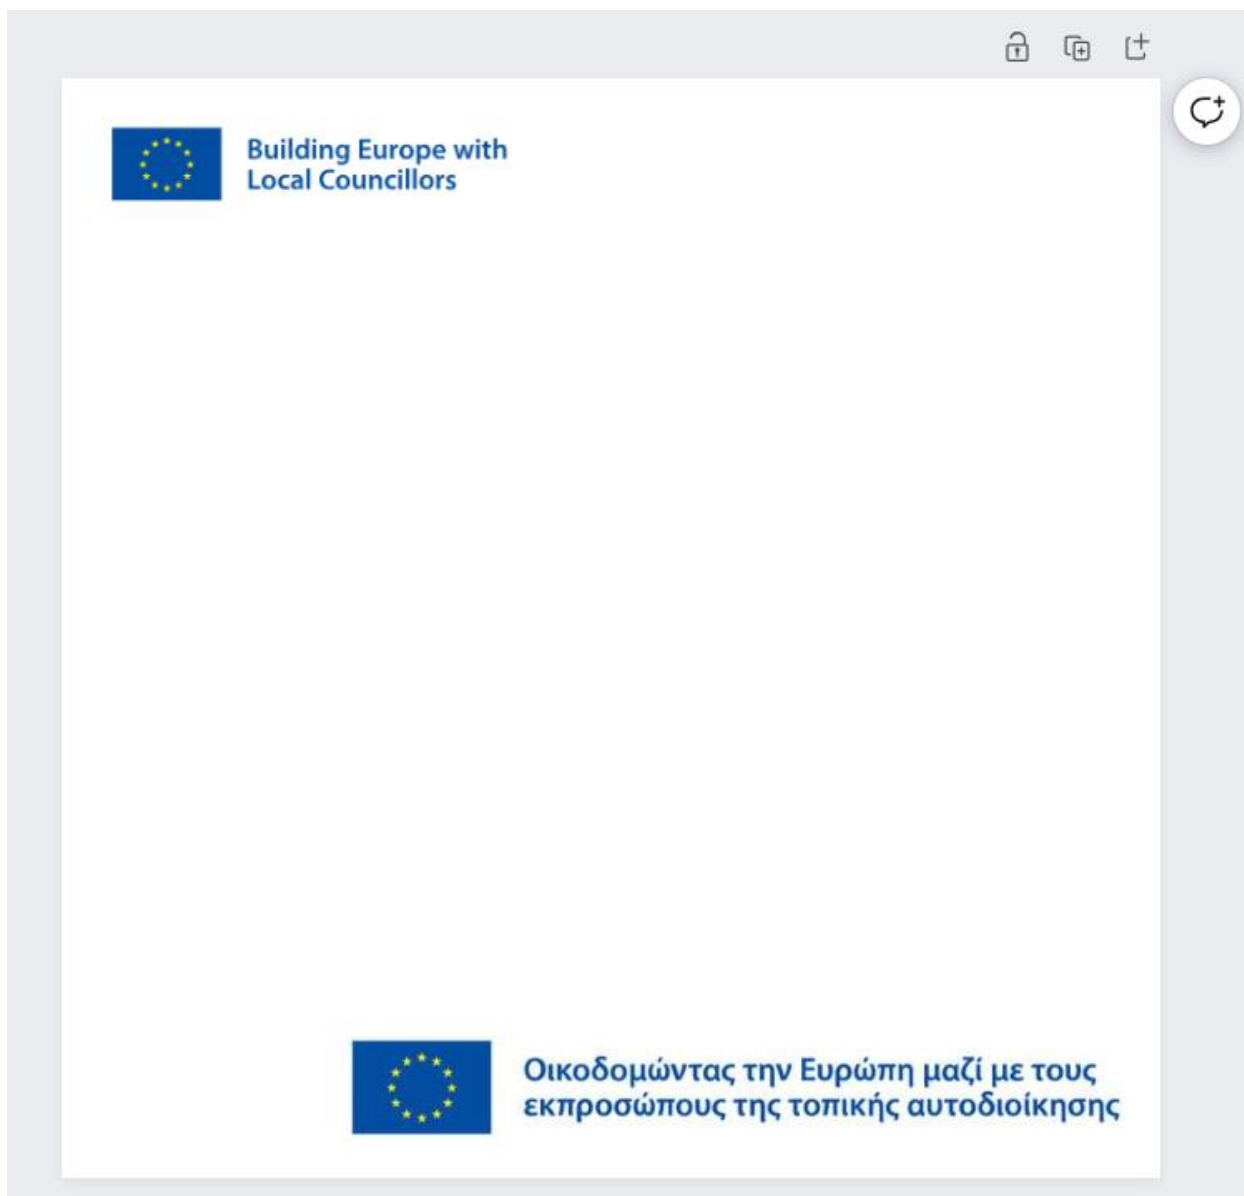 Building Europe with
Local Councillors
Οικοδομώντας την Ευρώπη μαζί με τους
εκπροσώπους της τοπικής αυτοδιοίκησης